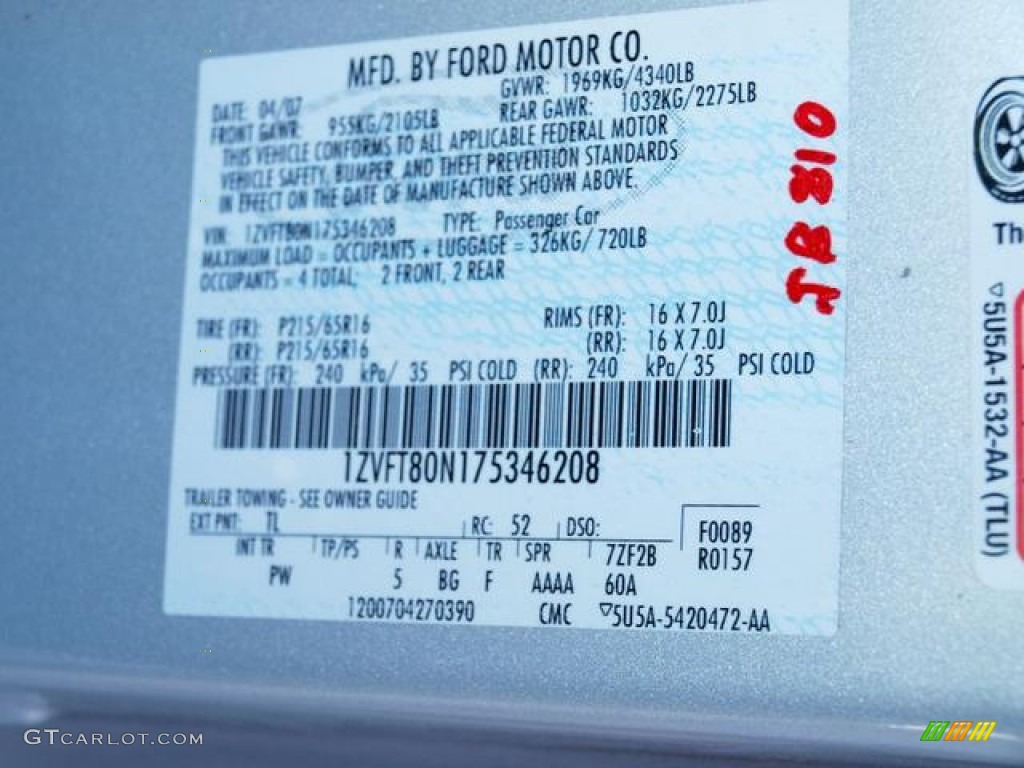 MFD. BY FORD MOTOR CO.
DATE: 04/07 GVWR: 1969KG/4340LB
FRONT GAWR: 955KG/2105LB REAR GAWR: 1032KG/2275LB
THIS VEHICLE CONFORMS TO ALL APPLICABLE FEDERAL MOTOR
VEHICLE SAFETY, BUMPER, AND THEFT PREVENTION STANDARDS
IN EFFECT ON THE DATE OF MANUFACTURE SHOWN ABOVE.
VIN: 1ZVFT80N175346208 TYPE: Passenger Car
MAXIMUM LOAD = OCCUPANTS + LUGGAGE = 326KG/720LB
OCCUPANTS = 4 TOTAL; 2 FRONT, 2 REAR
TIRE (FR): P215/65R16 RIMS (FR): 16 X 7.0J
(RR): P215/65R16 (RR): 16 X 7.0J
PRESSURE (FR): 240 kPa/ 35 PSI COLD (RR): 240 kPa/ 35 PSI COLD
1ZVFT80N175346208
TRAILER TOWING - SEE OWNER GUIDE
EXT PNT: TL RC: 52 DSO: F0089
INT TR TP/PS R AXLE TR SPR 7ZF2B R0157
PW 5 BG F AAAA 60A
1200704270390 CMC ▽5U5A-5420472-AA
Th
▽5U5A-1532-AA (TLU)
GTCARLOT.COM